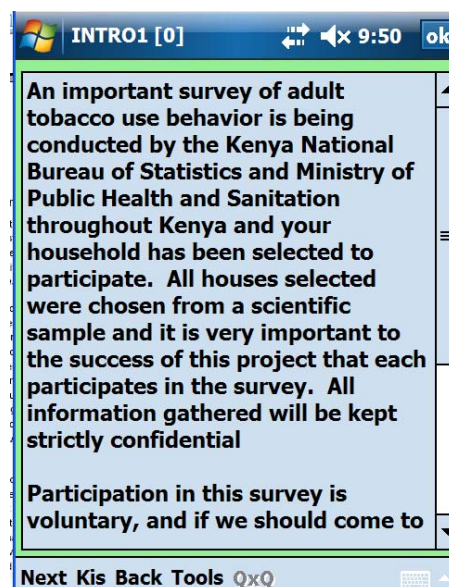 INTRO1 [0] 9:50 ok
An important survey of adult
tobacco use behavior is being
conducted by the Kenya National
Bureau of Statistics and Ministry of
Public Health and Sanitation
throughout Kenya and your
household has been selected to
participate.  All houses selected
were chosen from a scientific
sample and it is very important to
the success of this project that each
participates in the survey.  All
information gathered will be kept
strictly confidential
Participation in this survey is
voluntary, and if we should come to
Next Kis Back Tools QxQ